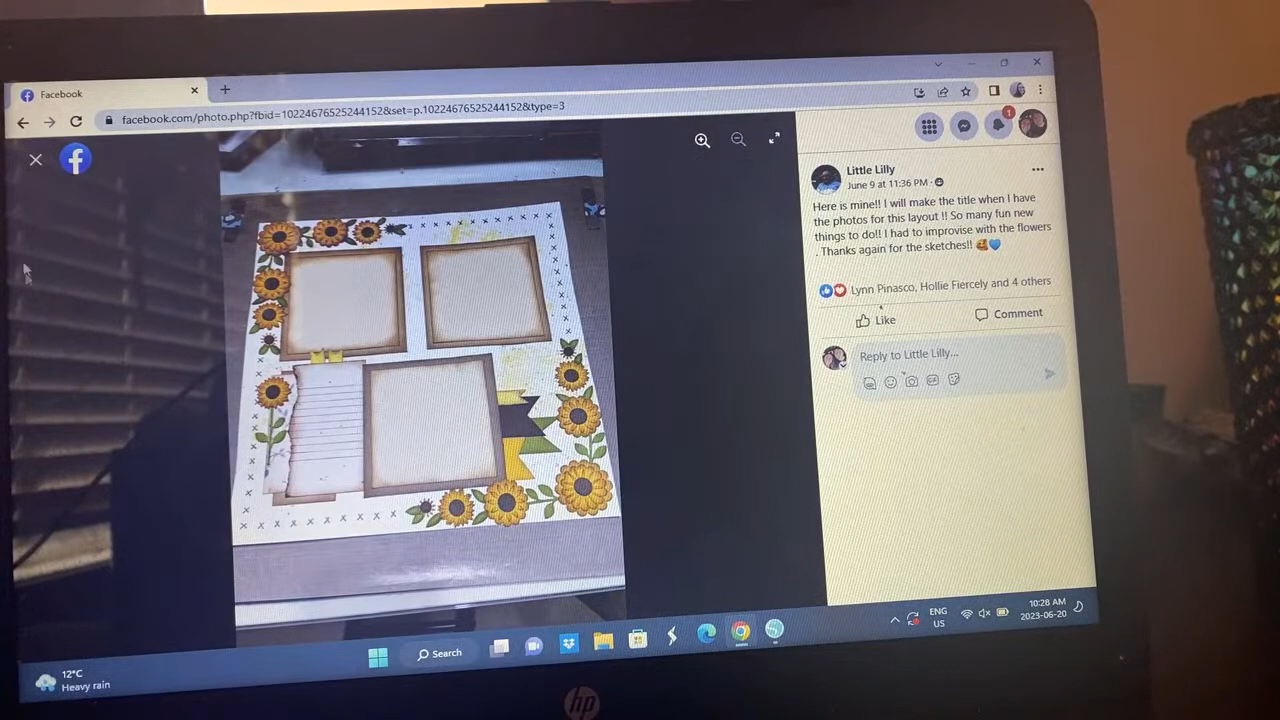 Facebook
facebook.com/photo.php?fbid=10224676525244152&set=p.10224676525244152&type=3
1
Little Lilly
June 9 at 11:36 PM ·
Here is mine!! I will make the title when I have
the photos for this layout !! So many fun new
things to do!! I had to improvise with the flowers
. Thanks again for the sketches!! 🥰💙
Lynn Pinasco, Hollie Fiercely and 4 others
Like
Comment
Reply to Little Lilly...
GIF
x x x x x x x x x x
12°C
Heavy rain
Search
ENG
US
10:28 AM
2023-06-20
hp